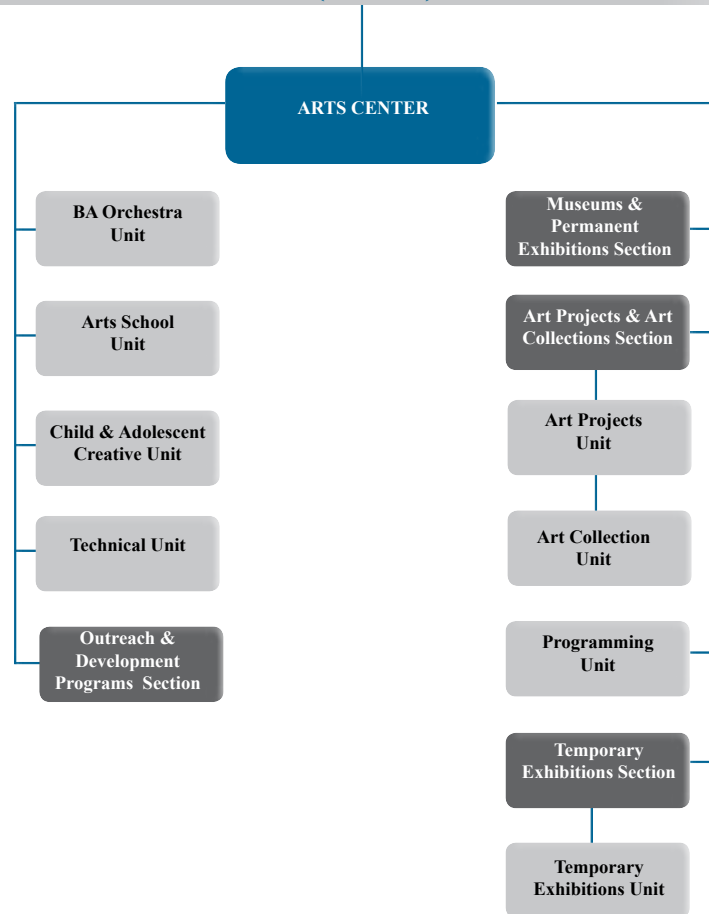 ARTS CENTER
BA Orchestra
Unit
Arts School
Unit
Child & Adolescent
Creative Unit
Technical Unit
Outreach &
Development
Programs Section
Museums &
Permanent
Exhibitions Section
Art Projects & Art
Collections Section
Art Projects
Unit
Art Collection
Unit
Programming
Unit
Temporary
Exhibitions Section
Temporary
Exhibitions Unit